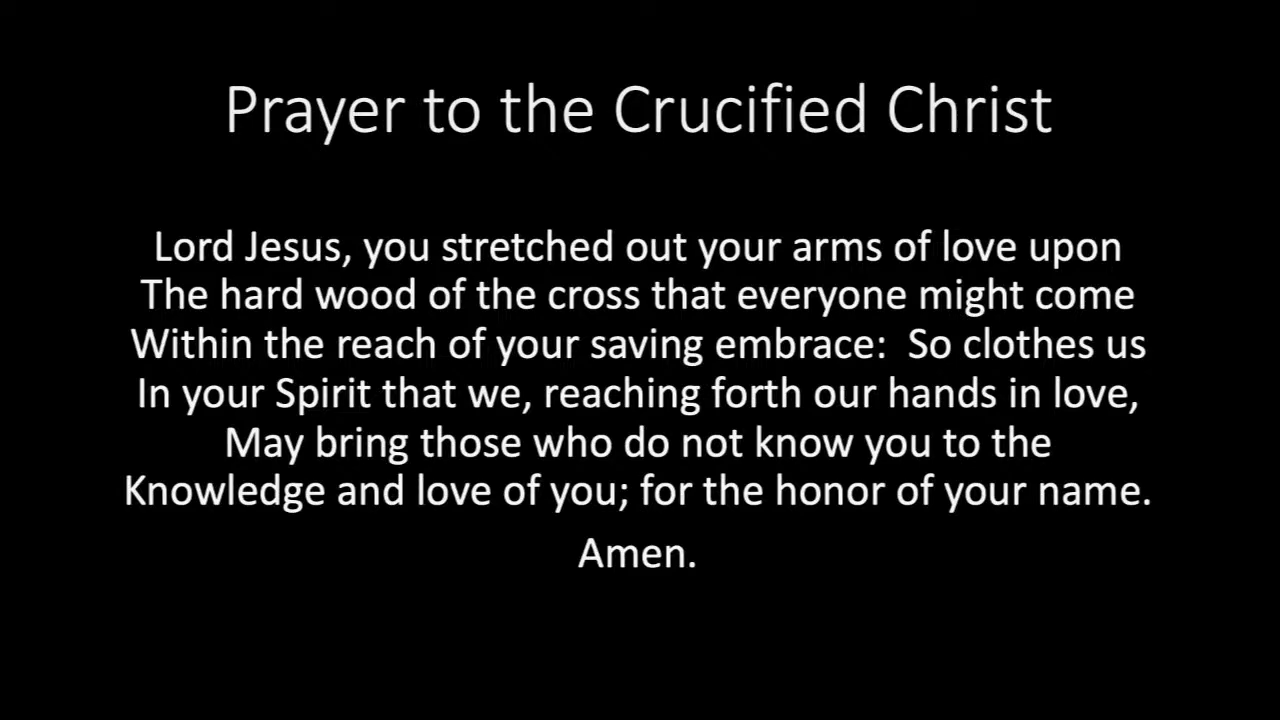 Prayer to the Crucified Christ
Lord Jesus, you stretched out your arms of love upon
The hard wood of the cross that everyone might come
Within the reach of your saving embrace:  So clothes us
In your Spirit that we, reaching forth our hands in love,
May bring those who do not know you to the
Knowledge and love of you; for the honor of your name.
Amen.